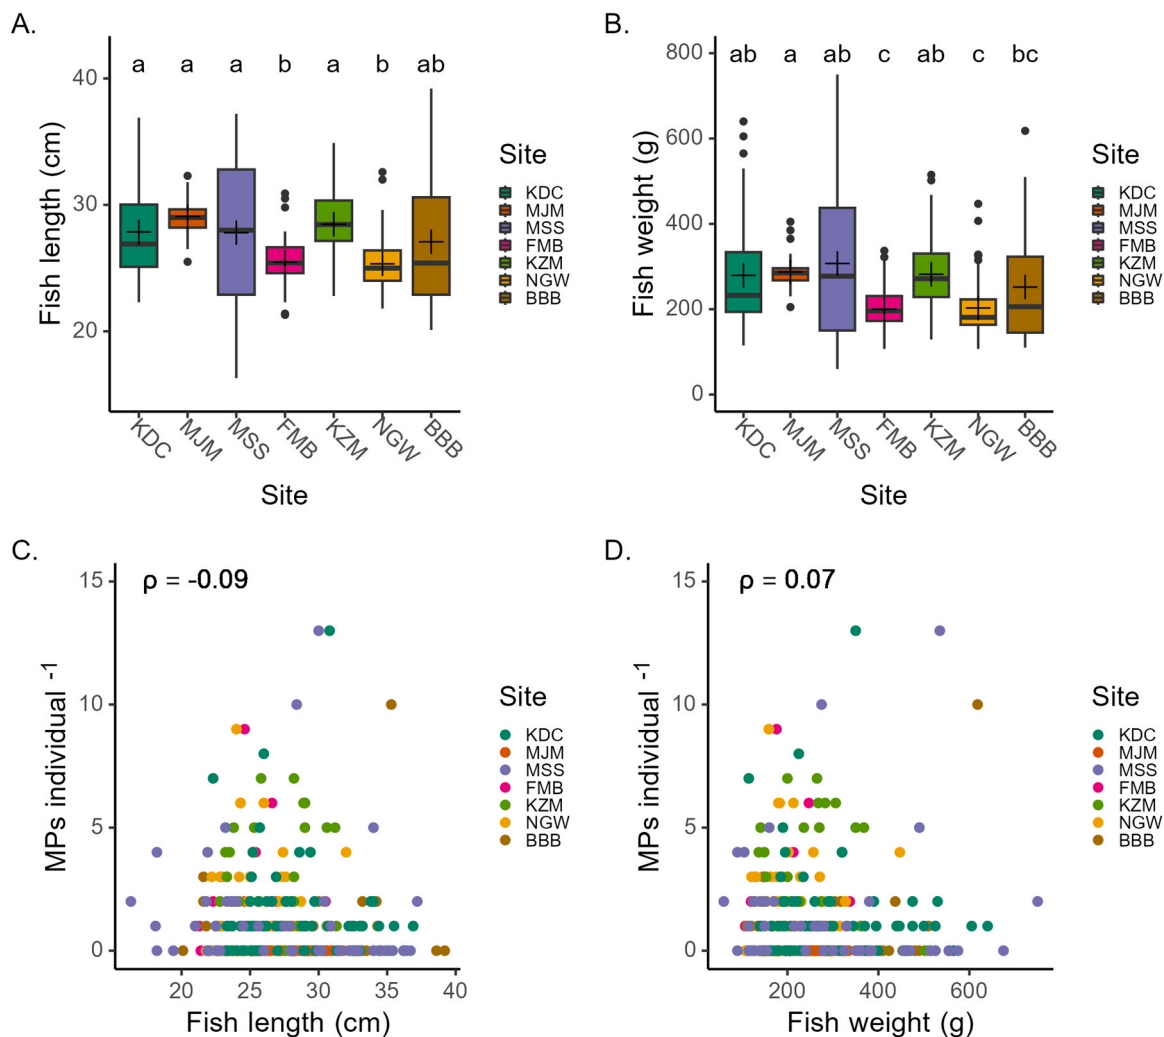 A.
a a a b a b ab
Fish length (cm)
40
30
20
KDC MJM MSS FMB KZM NGW BBB
Site
Site
KDC
MJM
MSS
FMB
KZM
NGW
BBB
B.
ab a ab c ab c bc
Fish weight (g)
800
600
400
200
0
KDC MJM MSS FMB KZM NGW BBB
Site
Site
KDC
MJM
MSS
FMB
KZM
NGW
BBB
C.
ρ = -0.09
MPs individual -1
15
10
5
0
20 25 30 35 40
Fish length (cm)
Site
KDC
MJM
MSS
FMB
KZM
NGW
BBB
D.
ρ = 0.07
MPs individual -1
15
10
5
0
200 400 600
Fish weight (g)
Site
KDC
MJM
MSS
FMB
KZM
NGW
BBB